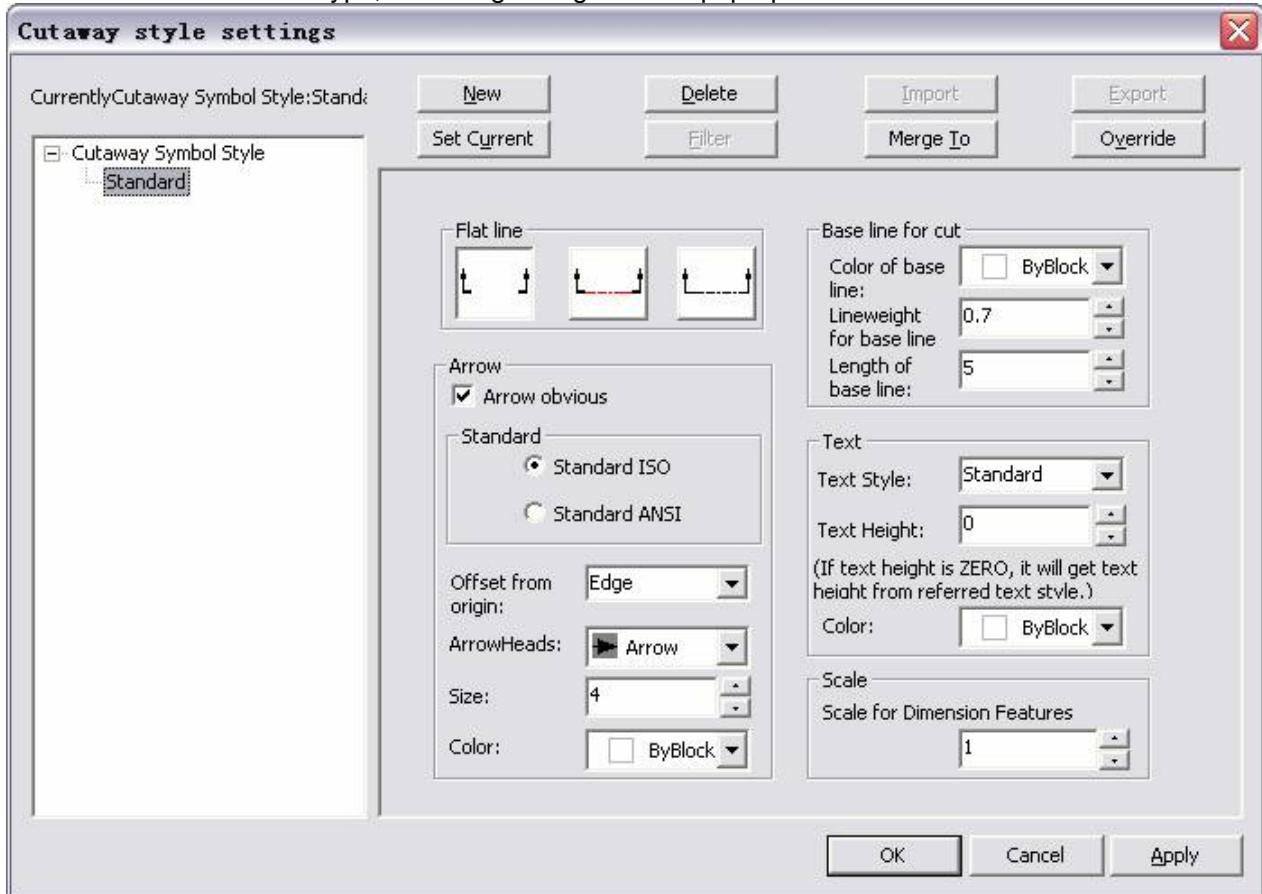 Cutaway style settings
CurrentlyCutaway Symbol Style:Standa
New
Delete
Import
Export
Set Current
Filter
Merge To
Override
Cutaway Symbol Style
Standard
Flat line
Arrow
Arrow obvious
Standard
Standard ISO
Standard ANSI
Offset from
origin:
Edge
ArrowHeads:
Arrow
Size:
4
Color:
ByBlock
Base line for cut
Color of base
line:
ByBlock
Lineweight
for base line
0.7
Length of
base line:
5
Text
Text Style:
Standard
Text Height:
0
(If text height is ZERO, it will get text
height from referred text style.)
Color:
ByBlock
Scale
Scale for Dimension Features
1
OK
Cancel
Apply